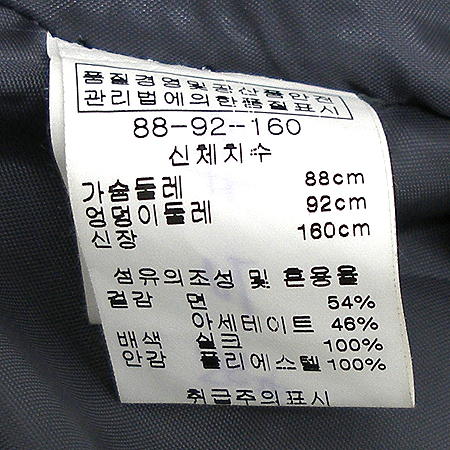 품질경영및공산품안전
관리법에의한품질표시
88-92--160
신체치수
가슴둘레 88cm
엉덩이둘레 92cm
신장 160cm
섬유의조성 및 혼용율
겉감 면 54%
아세테이트 46%
배색 실크 100%
안감 폴리에스텔 100%
취급주의표시